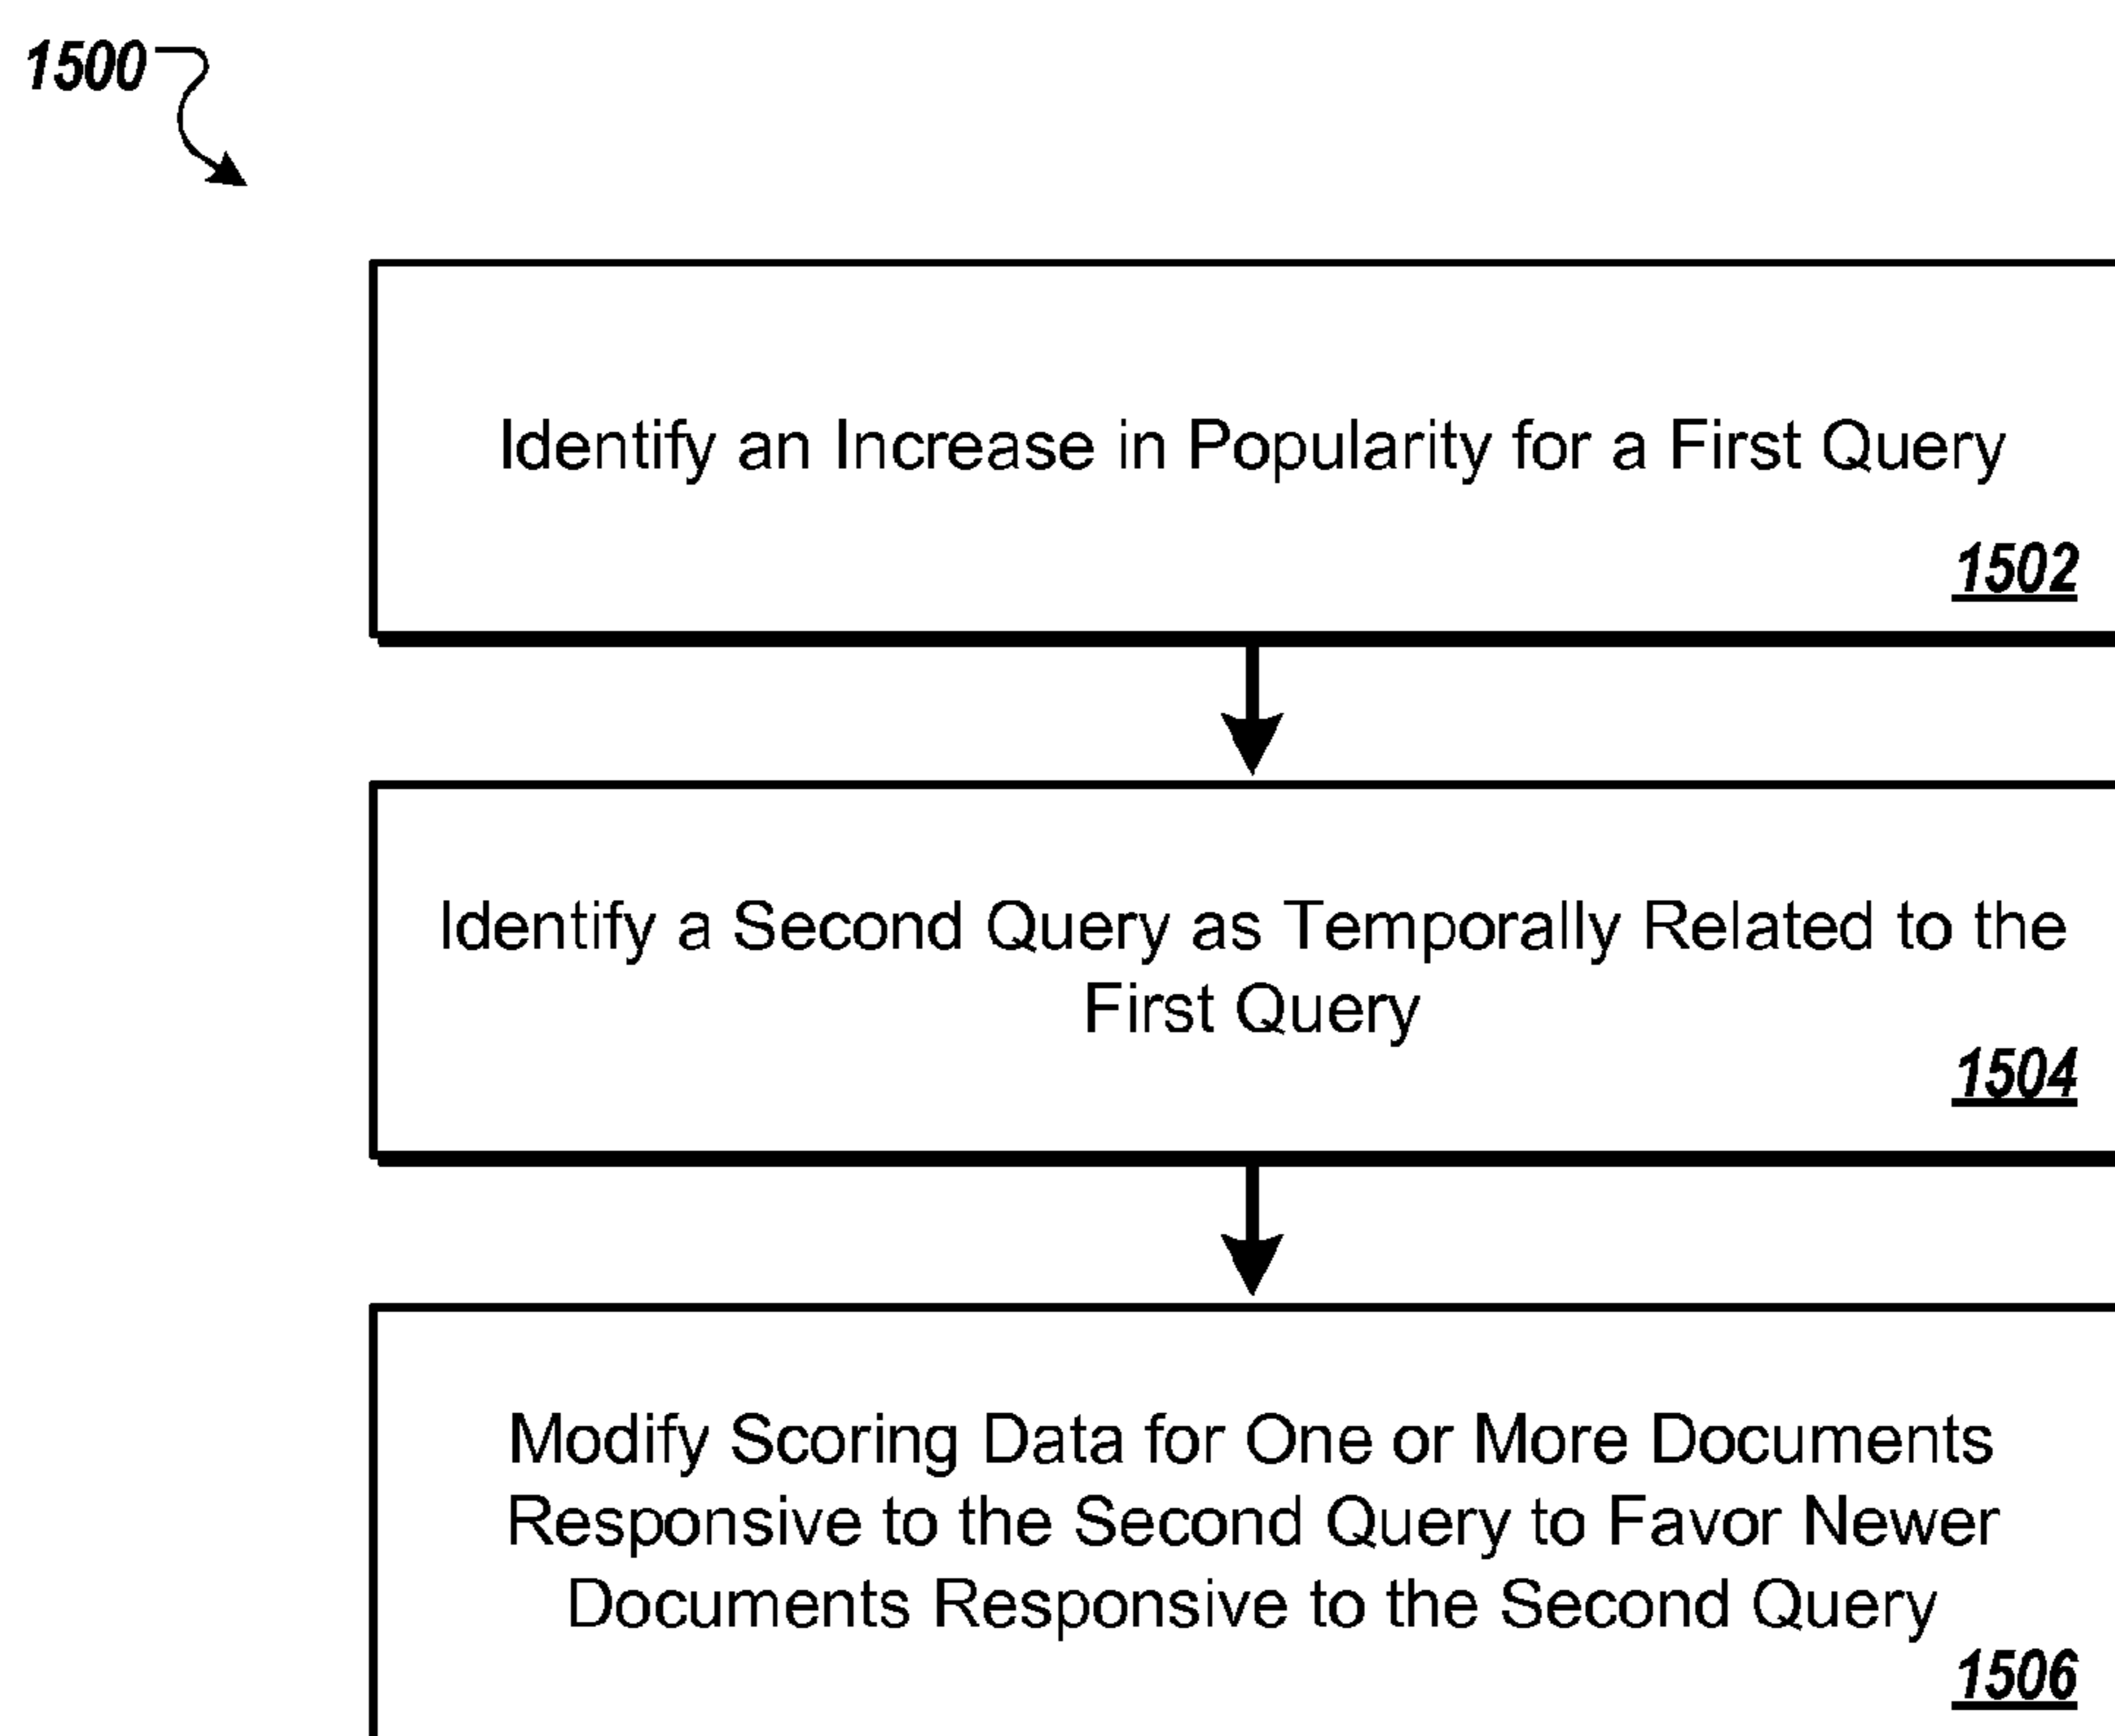 1500
Identify an Increase in Popularity for a First Query
1502
Identify a Second Query as Temporally Related to the
First Query
1504
Modify Scoring Data for One or More Documents
Responsive to the Second Query to Favor Newer
Documents Responsive to the Second Query
1506